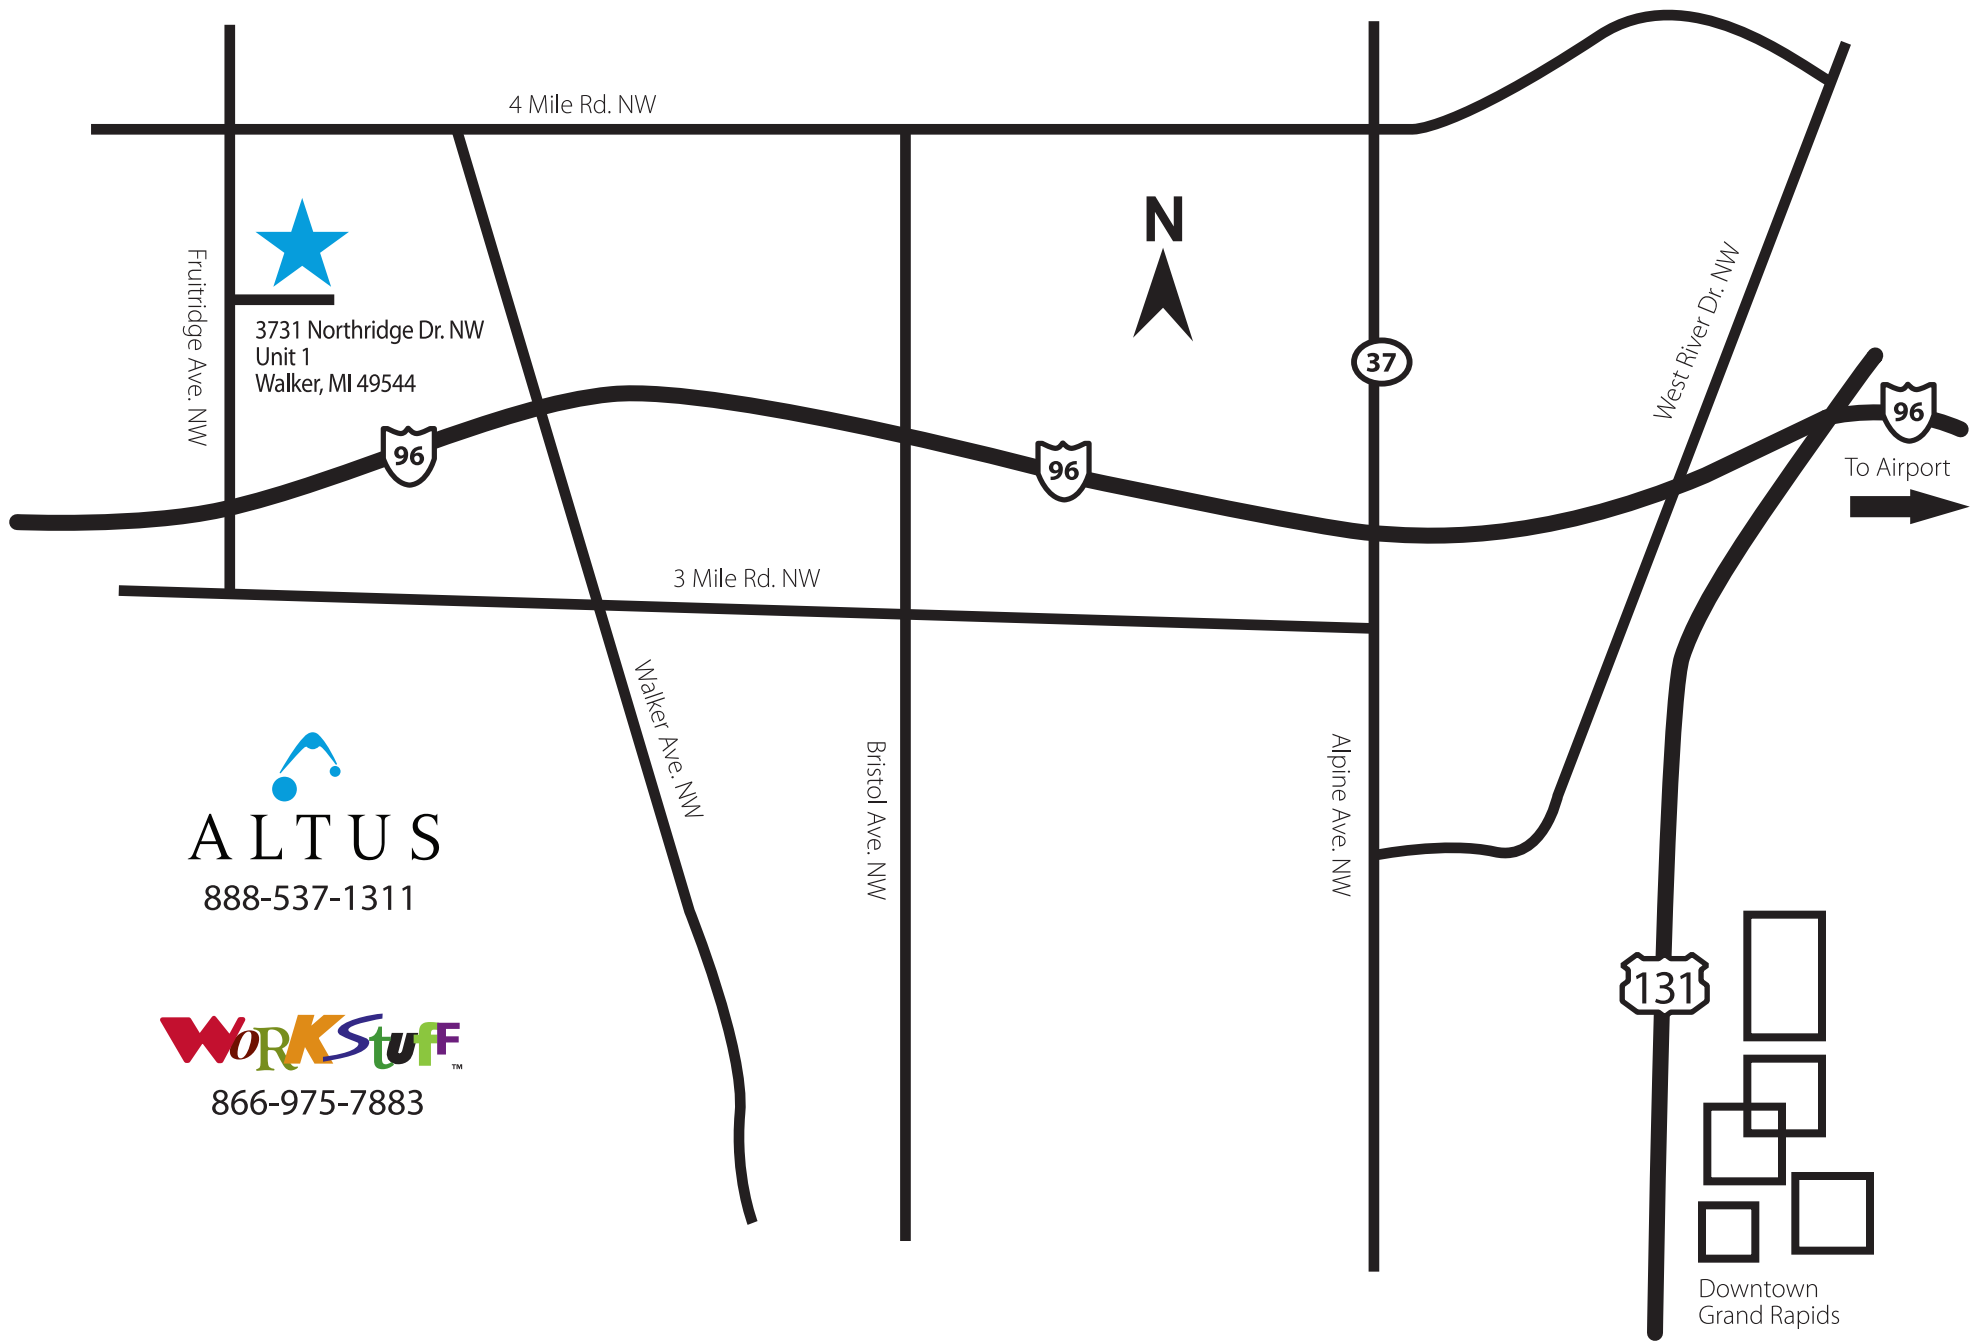 4 Mile Rd. NW
N
Fruitridge Ave. NW
3731 Northridge Dr. NW
Unit 1
Walker, MI 49544
37
West River Dr. NW
96
96
96
To Airport
3 Mile Rd. NW
Walker Ave. NW
Bristol Ave. NW
Alpine Ave. NW
ALTUS
888-537-1311
131
WORKStuFF™
866-975-7883
Downtown
Grand Rapids